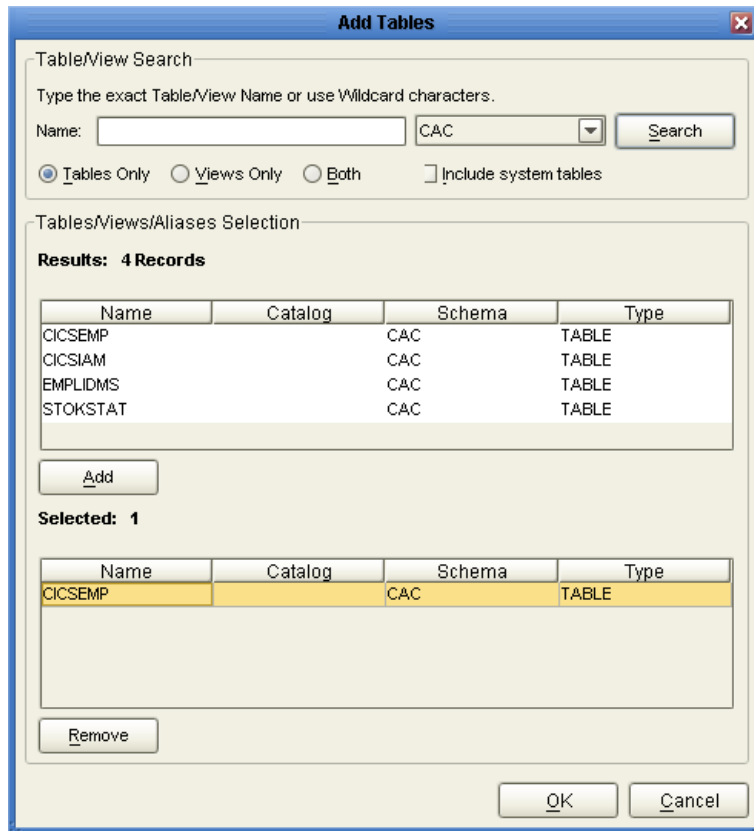 Add Tables
Table/View Search
Type the exact Table/View Name or use Wildcard characters.
Name: CAC Search
Tables Only Views Only Both Include system tables
Tables/Views/Aliases Selection
Results: 4 Records
Name Catalog Schema Type
CICSEMP CAC TABLE
CICSIAM CAC TABLE
EMPLIDMS CAC TABLE
STOKSTAT CAC TABLE
Add
Selected: 1
Name Catalog Schema Type
CICSEMP CAC TABLE
Remove
OK Cancel